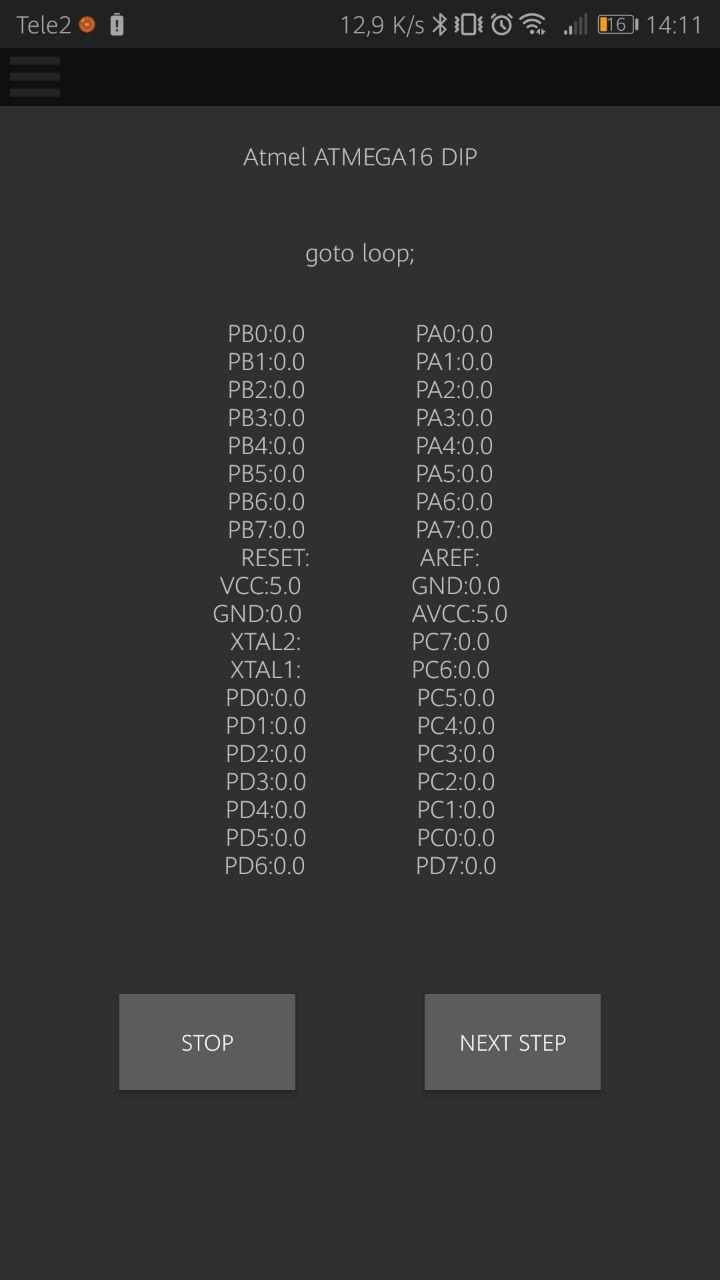 Tele2 12,9 K/s 16 14:11
Atmel ATMEGA16 DIP
goto loop;
PB0:0.0 PA0:0.0
PB1:0.0 PA1:0.0
PB2:0.0 PA2:0.0
PB3:0.0 PA3:0.0
PB4:0.0 PA4:0.0
PB5:0.0 PA5:0.0
PB6:0.0 PA6:0.0
PB7:0.0 PA7:0.0
RESET: AREF:
VCC:5.0 GND:0.0
GND:0.0 AVCC:5.0
XTAL2: PC7:0.0
XTAL1: PC6:0.0
PD0:0.0 PC5:0.0
PD1:0.0 PC4:0.0
PD2:0.0 PC3:0.0
PD3:0.0 PC2:0.0
PD4:0.0 PC1:0.0
PD5:0.0 PC0:0.0
PD6:0.0 PD7:0.0
STOP NEXT STEP